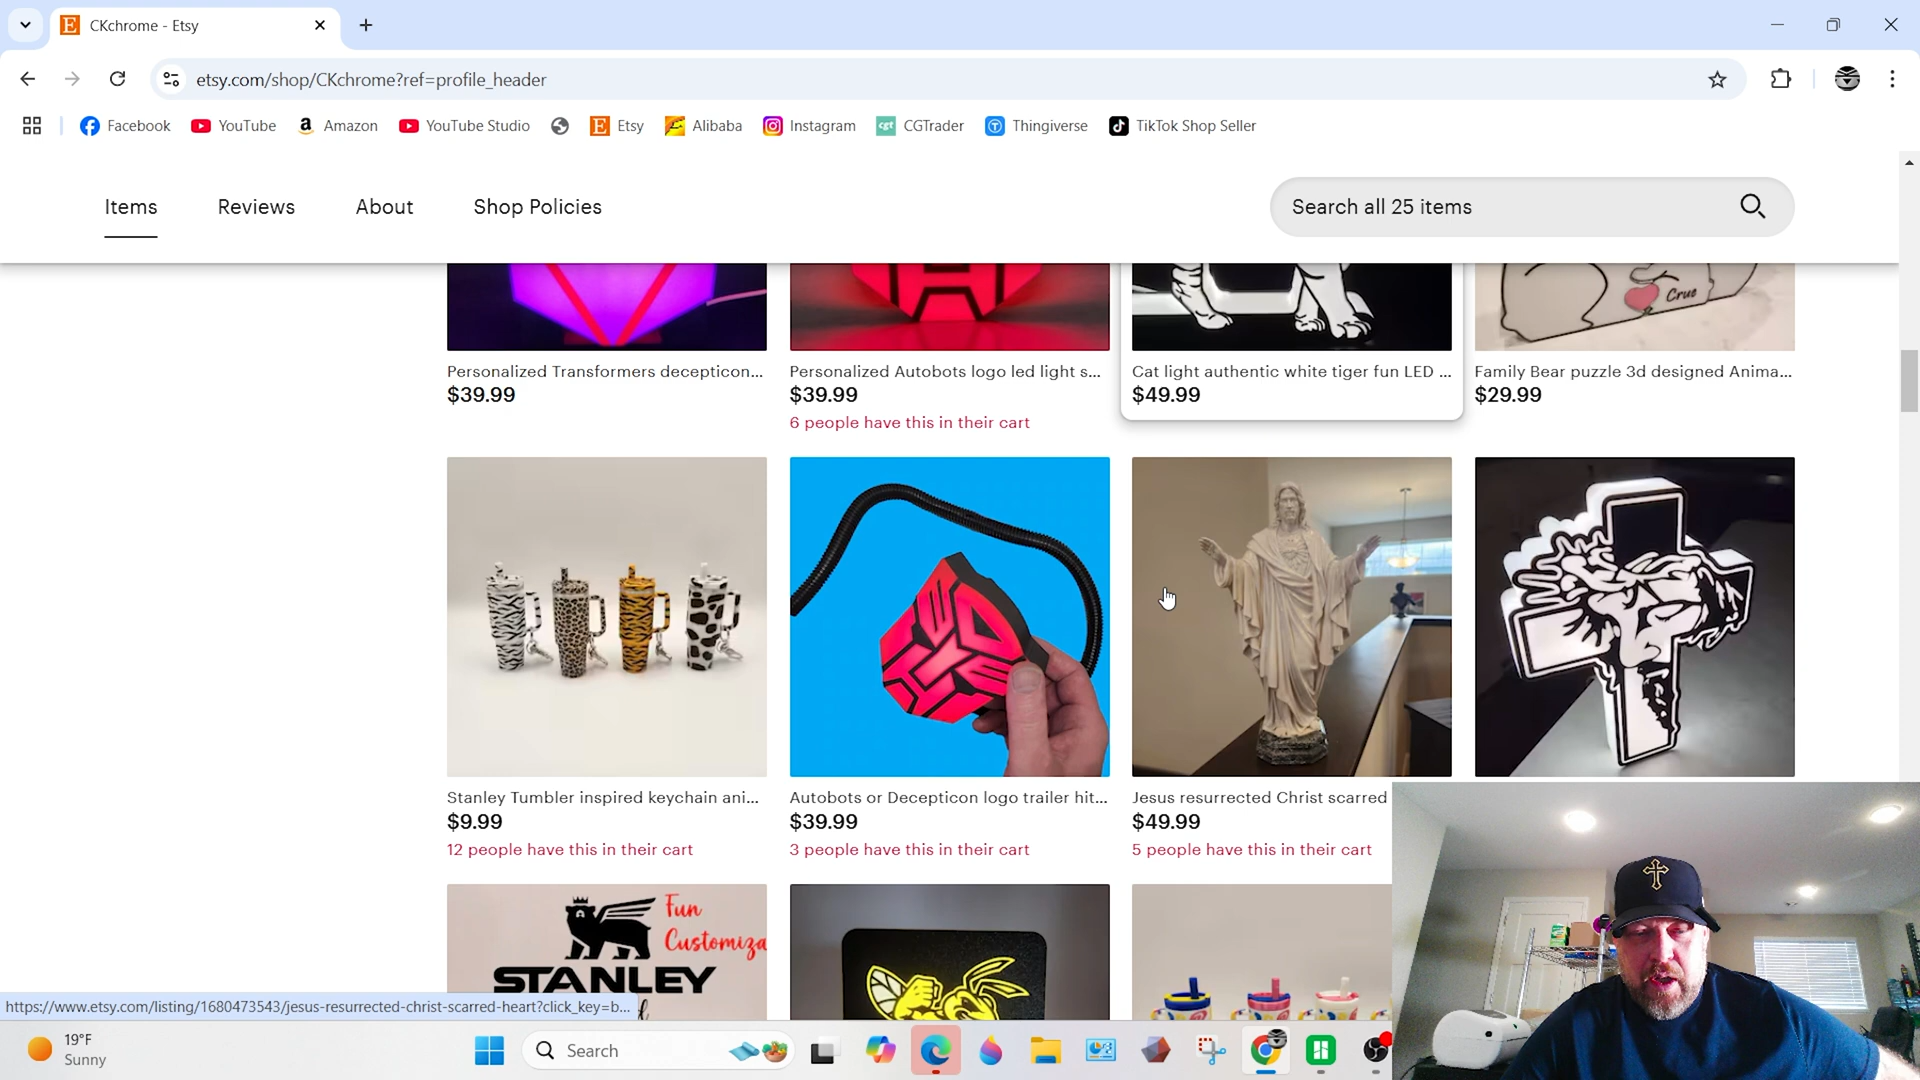 CKchrome - Etsy
etsy.com/shop/CKchrome?ref=profile_header
Facebook YouTube Amazon YouTube Studio Etsy Alibaba Instagram cgt CGTrader Thingiverse TikTok Shop Seller
Items Reviews About Shop Policies Search all 25 items
Crue
Personalized Transformers decepticon... Personalized Autobots logo led light s... Cat light authentic white tiger fun LED ... Family Bear puzzle 3d designed Anima...
$39.99 $39.99 $49.99 $29.99
6 people have this in their cart
Stanley Tumbler inspired keychain ani... Autobots or Decepticon logo trailer hit... Jesus resurrected Christ scarred
$9.99 $39.99 $49.99
12 people have this in their cart 3 people have this in their cart 5 people have this in their cart
Fun
Customiza
STANLEY
https://www.etsy.com/listing/1680473543/jesus-resurrected-christ-scarred-heart?click_key=b...
19°F
Sunny
Search